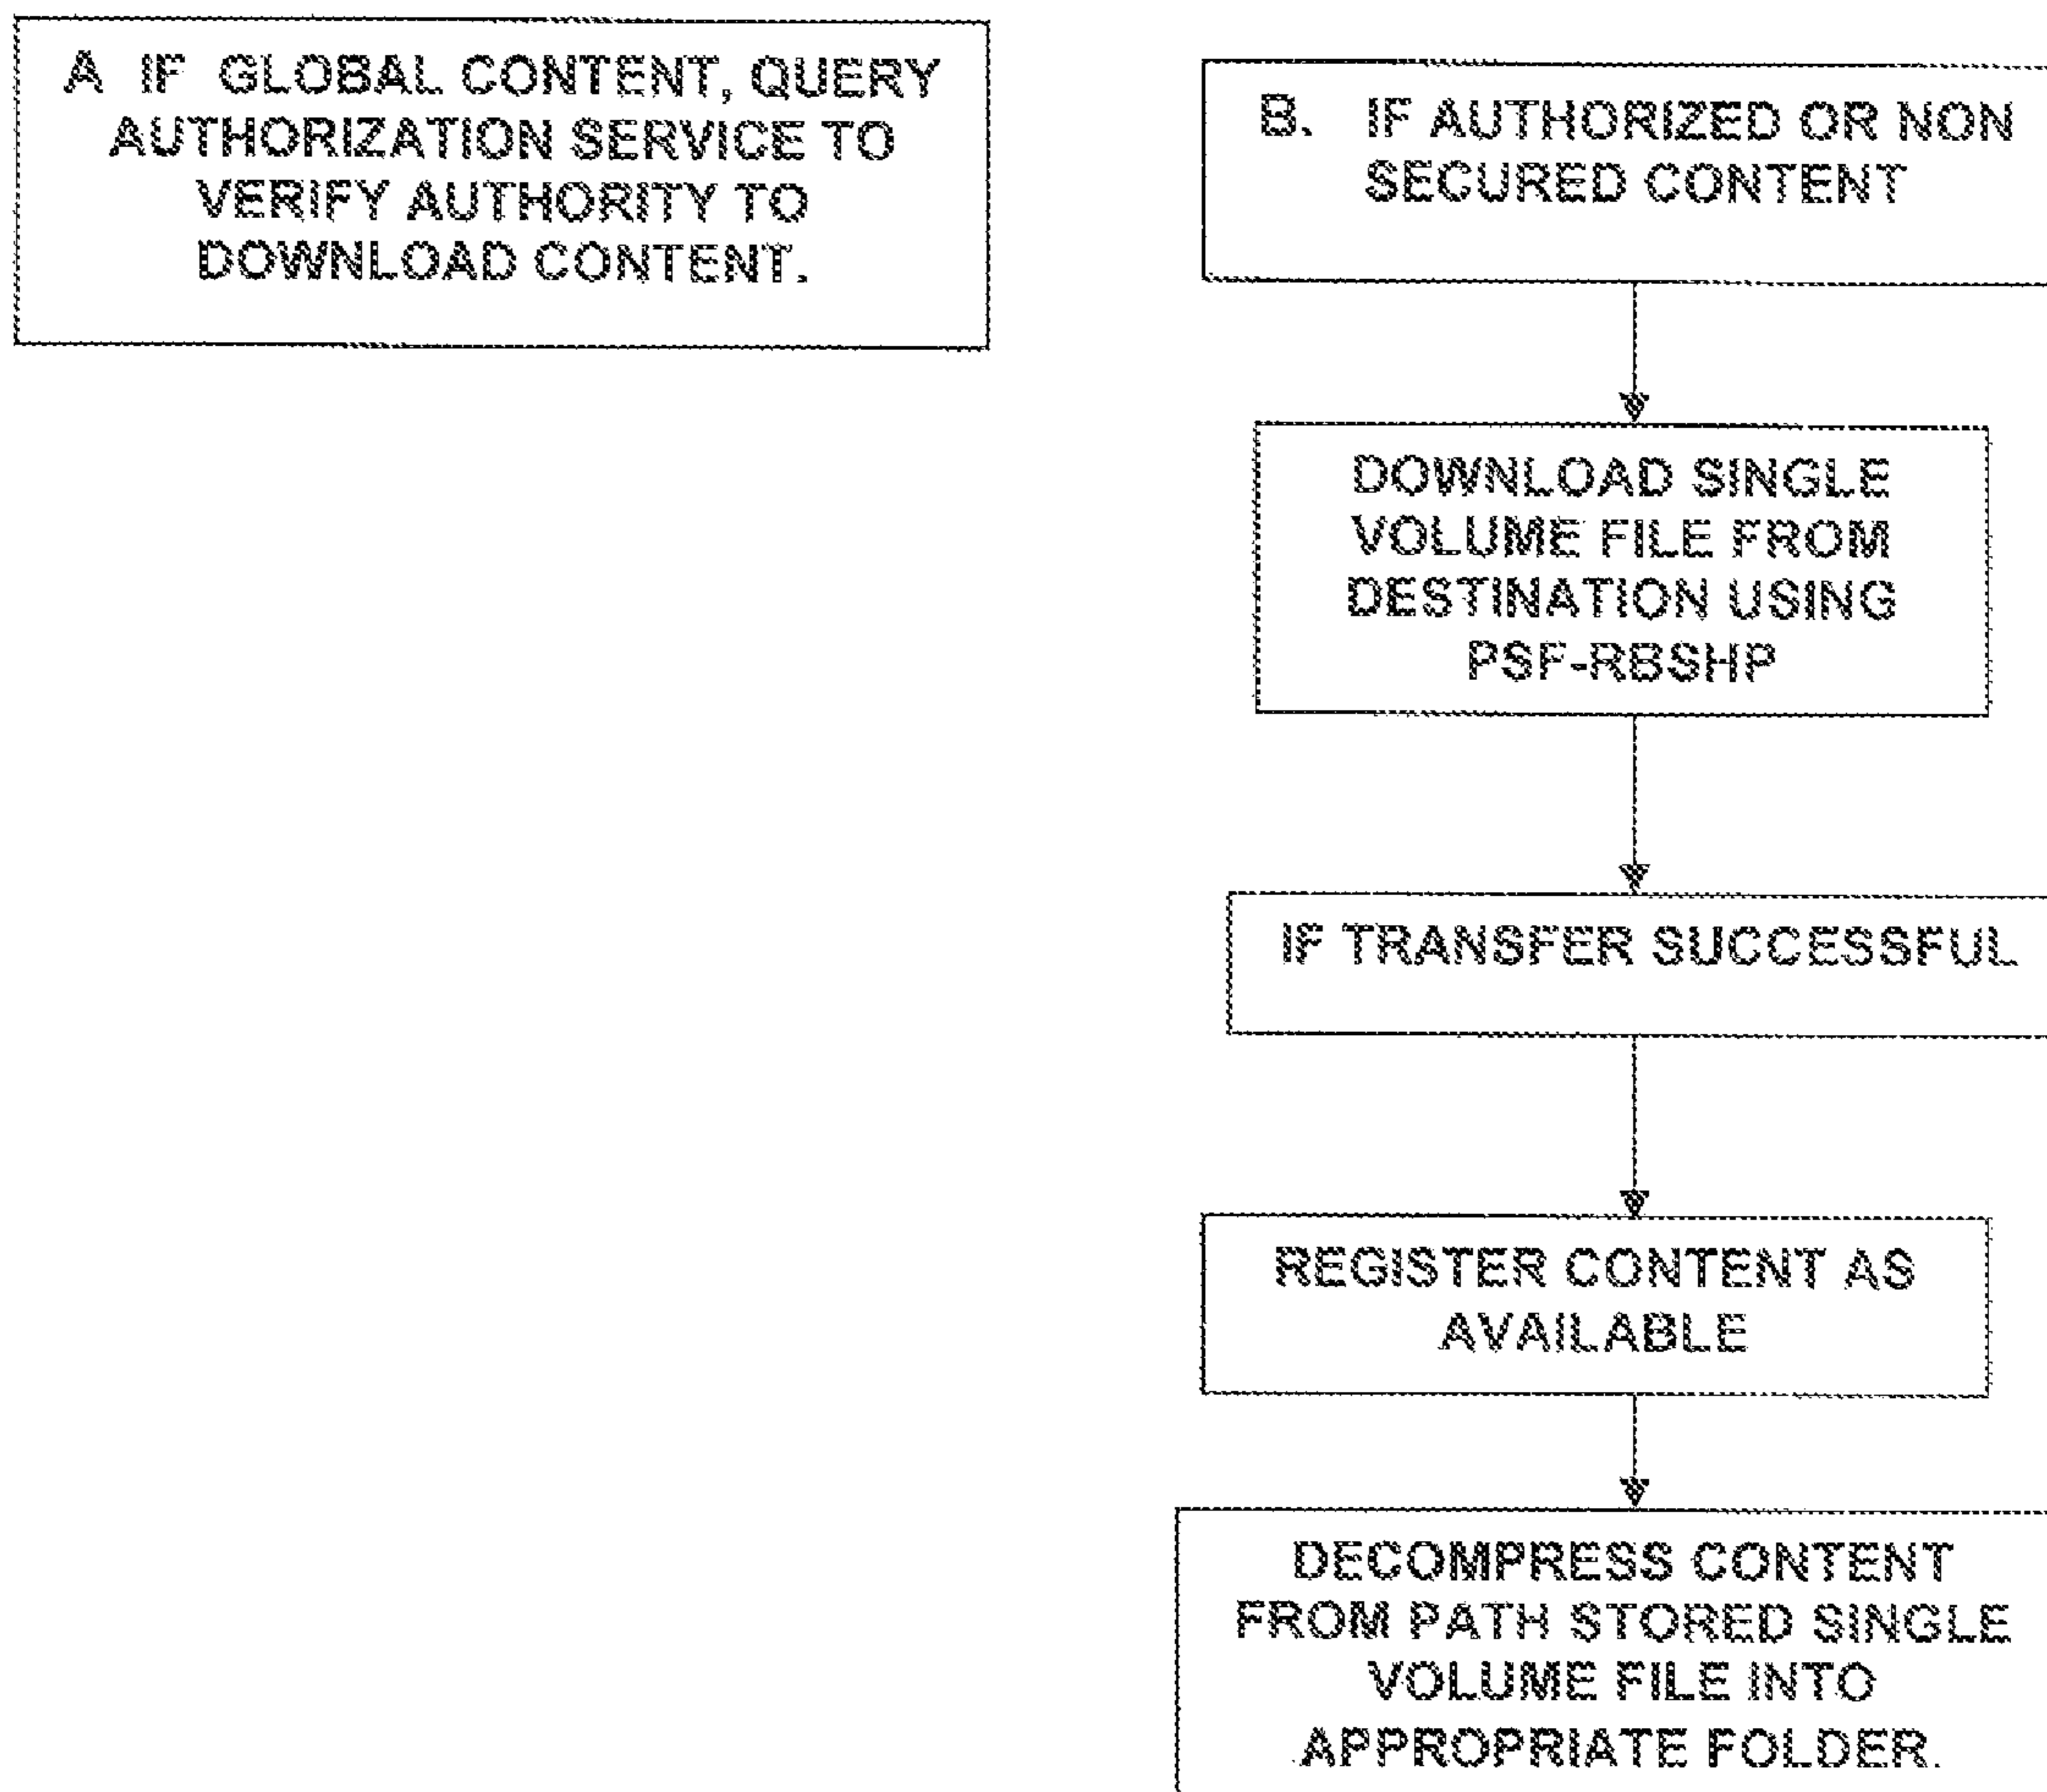 A IF GLOBAL CONTENT, QUERY
AUTHORIZATION SERVICE TO
VERIFY AUTHORITY TO
DOWNLOAD CONTENT.
B. IF AUTHORIZED OR NON
SECURED CONTENT
DOWNLOAD SINGLE
VOLUME FILE FROM
DESTINATION USING
PSF-RBSHP
IF TRANSFER SUCCESSFUL
REGISTER CONTENT AS
AVAILABLE
DECOMPRESS CONTENT
FROM PATH STORED SINGLE
VOLUME FILE INTO
APPROPRIATE FOLDER.